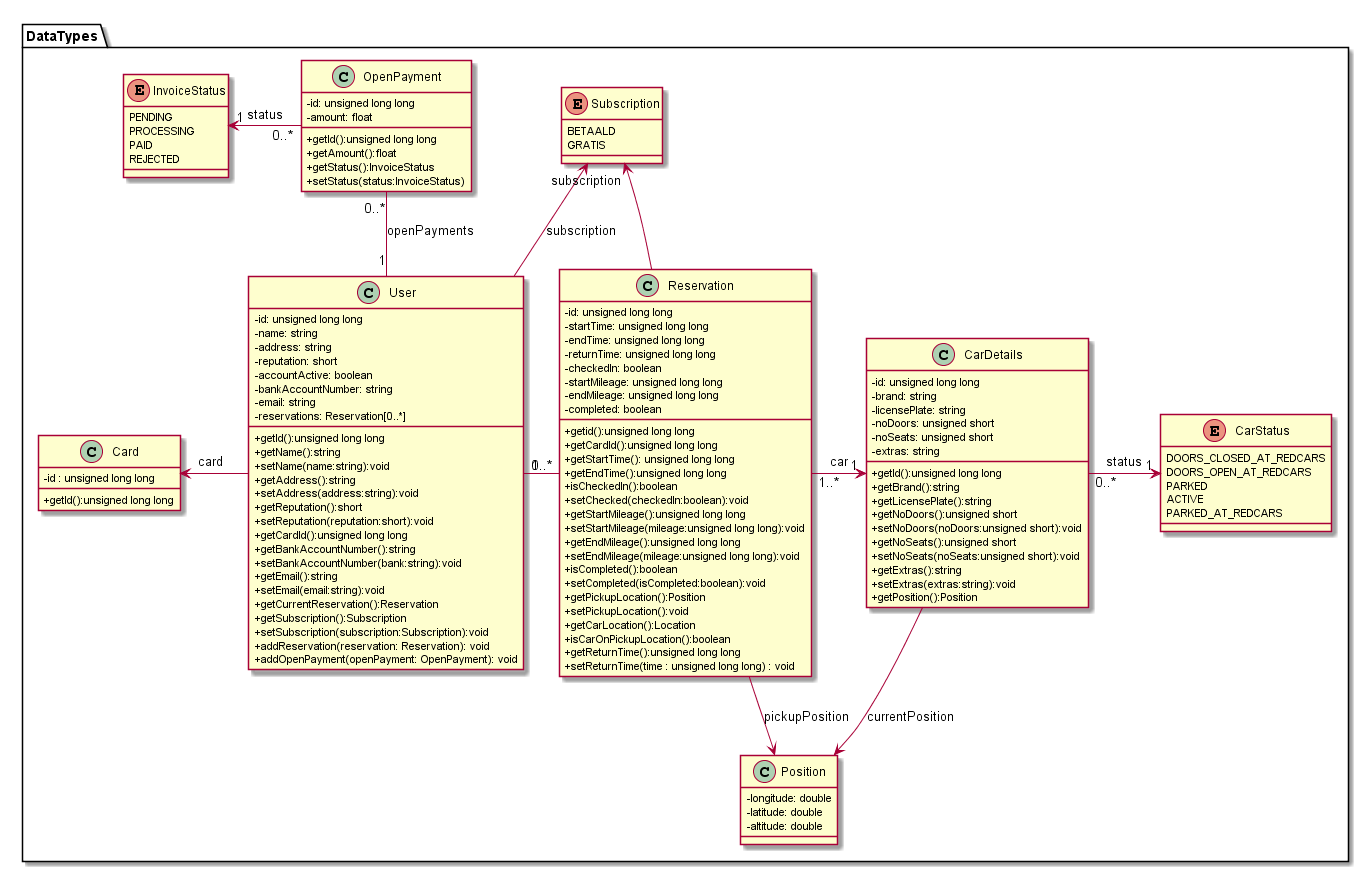 DataTypes
E InvoiceStatus
PENDING
PROCESSING
PAID
REJECTED
1 status
0..*
C OpenPayment
-id: unsigned long long
-amount: float
+getId():unsigned long long
+getAmount():float
+getStatus():InvoiceStatus
+setStatus(status:InvoiceStatus)
0..*
openPayments
1
E Subscription
BETAALD
GRATIS
subscription
subscription
C User
-id: unsigned long long
-name: string
-address: string
-reputation: short
-accountActive: boolean
-bankAccountNumber: string
-email: string
-reservations: Reservation[0..*]
+getId():unsigned long long
+getName():string
+setName(name:string):void
+getAddress():string
+setAddress(address:string):void
+getReputation():short
+setReputation(reputation:short):void
+getCardId():unsigned long long
+getBankAccountNumber():string
+setBankAccountNumber(bank:string):void
+getEmail():string
+setEmail(email:string):void
+getCurrentReservation():Reservation
+getSubscription():Subscription
+setSubscription(subscription:Subscription):void
+addReservation(reservation: Reservation): void
+addOpenPayment(openPayment: OpenPayment): void
C Card
-id : unsigned long long
+getId():unsigned long long
card
0..*
C Reservation
-id: unsigned long long
-startTime: unsigned long long
-endTime: unsigned long long
-returnTime: unsigned long long
-checkedIn: boolean
-startMileage: unsigned long long
-endMileage: unsigned long long
-completed: boolean
+getid():unsigned long long
+getCardId():unsigned long long
+getStartTime(): unsigned long long
+getEndTime():unsigned long long
+isCheckedIn():boolean
+setChecked(checkedIn:boolean):void
+getStartMileage():unsigned long long
+setStartMileage(mileage:unsigned long long):void
+getEndMileage():unsigned long long
+setEndMileage(mileage:unsigned long long):void
+isCompleted():boolean
+setCompleted(isCompleted:boolean):void
+getPickupLocation():Position
+setPickupLocation():void
+getCarLocation():Location
+isCarOnPickupLocation():boolean
+getReturnTime():unsigned long long
+setReturnTime(time : unsigned long long) : void
car 1
1..*
C CarDetails
-id: unsigned long long
-brand: string
-licensePlate: string
-noDoors: unsigned short
-noSeats: unsigned short
-extras: string
+getId():unsigned long long
+getBrand():string
+getLicensePlate():string
+getNoDoors():unsigned short
+setNoDoors(noDoors:unsigned short):void
+getNoSeats():unsigned short
+setNoSeats(noSeats:unsigned short):void
+getExtras():string
+setExtras(extras:string):void
+getPosition():Position
status 1
0..*
E CarStatus
DOORS_CLOSED_AT_REDCARS
DOORS_OPEN_AT_REDCARS
PARKED
ACTIVE
PARKED_AT_REDCARS
pickupPosition
currentPosition
C Position
-longitude: double
-latitude: double
-altitude: double